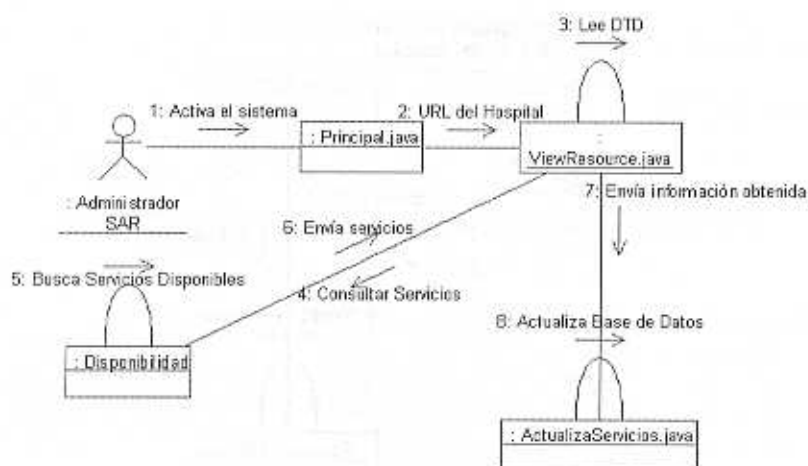 3: Lee DTD
1: Activa el sistema
2: URL del Hospital
: Principal.java
:
ViewResource.java
: Administrador
SAR
7: Envía información abtenida
6: Envía servicios
5: Busca Servicios Disponibles
4: Consultar Servicios
8: Actualiza Base de Datos
: Disponibilidad
: ActualizaServicios.java